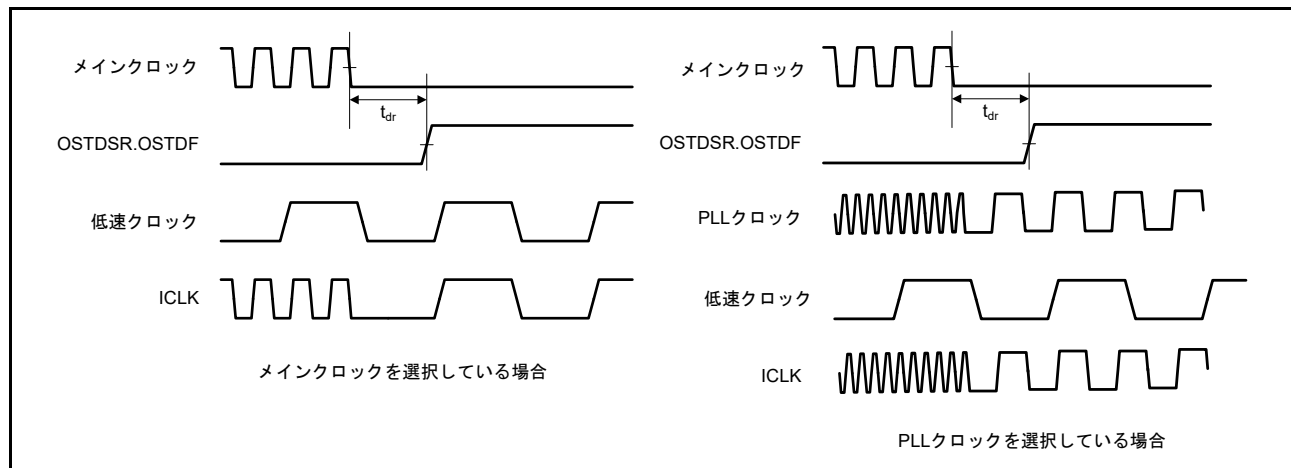 メインクロック
tdr
OSTDSR.OSTDF
低速クロック
ICLK
メインクロックを選択している場合
メインクロック
tdr
OSTDSR.OSTDF
PLLクロック
低速クロック
ICLK
PLLクロックを選択している場合